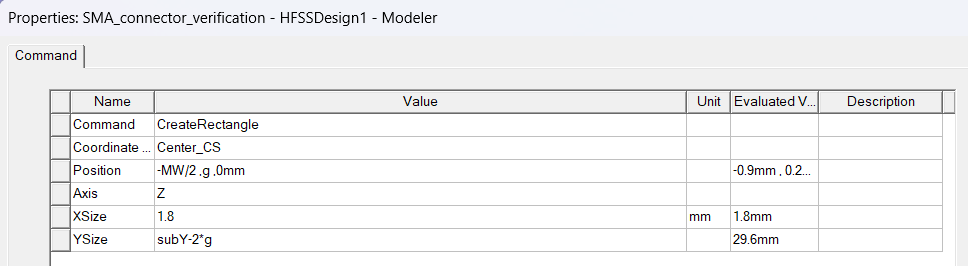 Properties: SMA_connector_verification - HFSSDesign1 - Modeler
Command
Name Value Unit Evaluated V... Description
Command CreateRectangle
Coordinate ... Center_CS
Position -MW/2 ,g ,0mm -0.9mm , 0.2...
Axis Z
XSize 1.8 mm 1.8mm
YSize subY-2*g 29.6mm